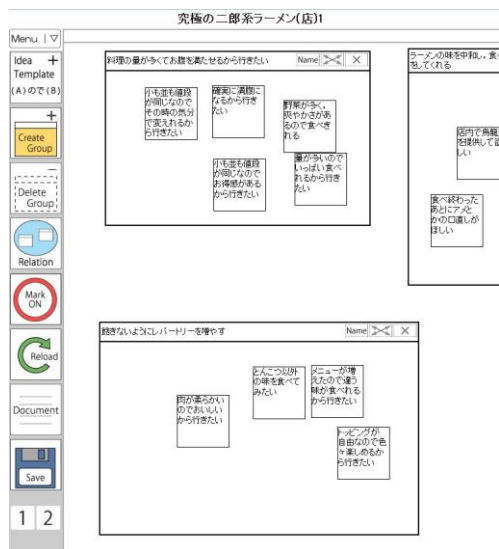 究極の二郎系ラーメン(店)1
Menu | ▽
Idea +
Template
(A)ので(B)
+
Create
Group
−
Delete
Group
Relation
Mark
ON
Reload
Document
Save
1 2
料理の量が多くてお腹を満たせるから行きたい
Name
×
小も並も値段
が同じなので
その時の気分
で変えれるか
ら行きたい
確実に満腹に
なるから行き
たい
野菜が多く,
爽やかさがあ
るので食べき
れる
小も並も値段
が同じなので
お得感がある
から行きたい
量が多いので
いっぱい食べ
れるから行き
たい
ラーメンの味を中和し,食べ
をしてくれる
店内で烏龍
を提供して欲
しい
食べ終わった
あとにアメと
かの口直しが
ほしい
飽きないようにレパートリーを増やす
Name
×
肉が柔らかい
のでおいしい
から行きたい
とんこつ以外
の味を食べて
みたい
メニューが増
えたので違う
味が食べれる
から行きたい
トッピングが
自由なので色
々楽しめるか
ら行きたい